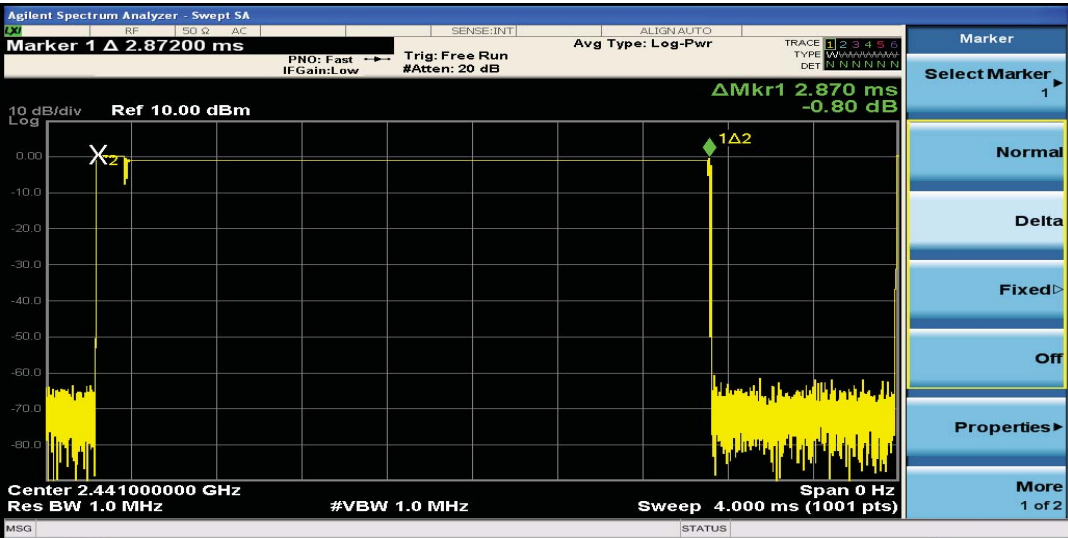 Agilent Spectrum Analyzer - Swept SA
LXI RF 50 Ω AC SENSE:INT ALIGN AUTO
Marker 1 Δ 2.87200 ms
PNO: Fast
IFGain:Low
Trig: Free Run
#Atten: 20 dB
Avg Type: Log-Pwr
TRACE 1 2 3 4 5 6
TYPE WWWWWW
DET N N N N N N
ΔMkr1 2.870 ms
-0.80 dB
10 dB/div Ref 10.00 dBm
Log
0.00
-10.0
-20.0
-30.0
-40.0
-50.0
-60.0
-70.0
-80.0
X2
1Δ2
Center 2.441000000 GHz
Span 0 Hz
Res BW 1.0 MHz
#VBW 1.0 MHz
Sweep 4.000 ms (1001 pts)
MSG
STATUS
Marker
Select Marker
1
Normal
Delta
Fixed
Off
Properties
More
1 of 2